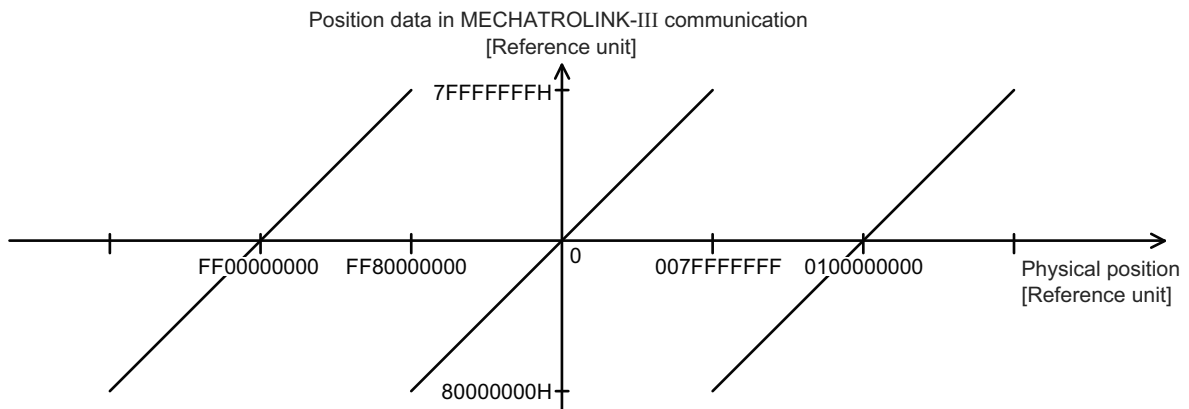 Position data in MECHATROLINK-III communication
[Reference unit]
7FFFFFFFH
FF00000000 FF80000000 0 007FFFFFFF 0100000000 Physical position
[Reference unit]
80000000H